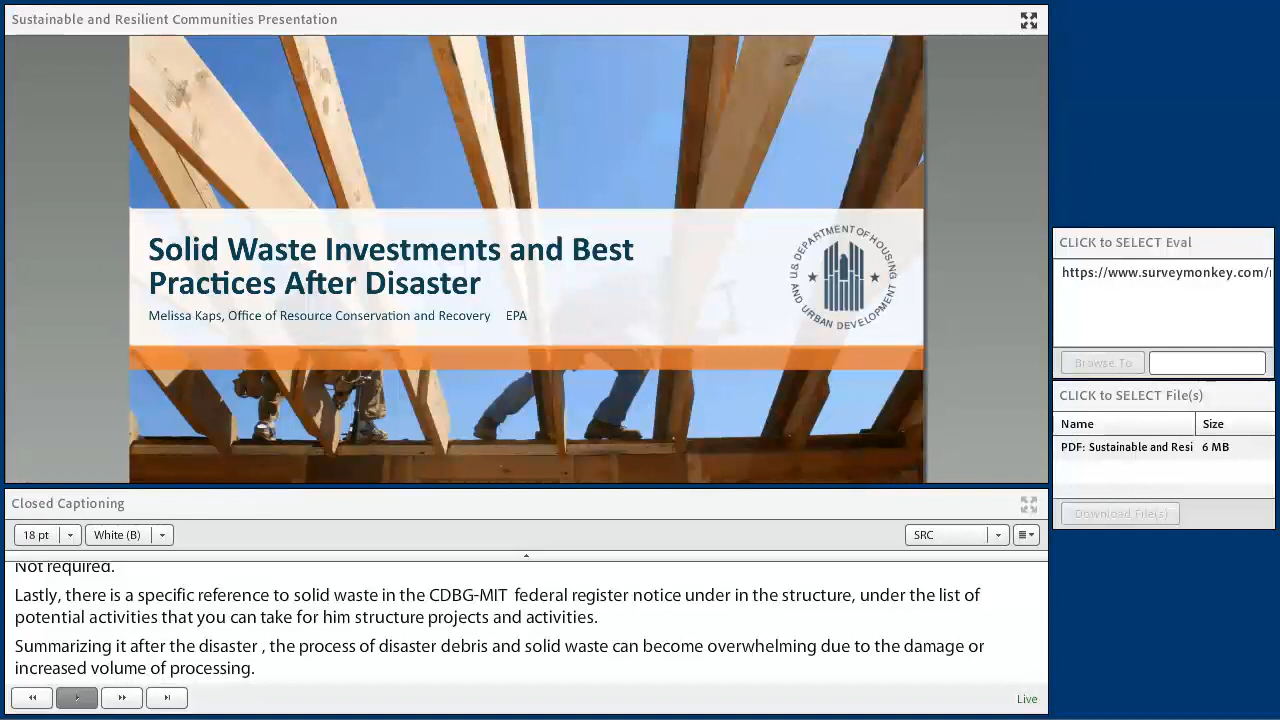 Sustainable and Resilient Communities Presentation
Solid Waste Investments and Best
Practices After Disaster
Melissa Kaps, Office of Resource Conservation and Recovery EPA
U.S. DEPARTMENT OF HOUSING
AND URBAN DEVELOPMENT
CLICK to SELECT Eval
https://www.surveymonkey.com/
Browse To
CLICK to SELECT File(s)
Name Size
PDF: Sustainable and Resi 6 MB
Download File(s)
Closed Captioning
18 pt White (B) SRC
Not required.
Lastly, there is a specific reference to solid waste in the CDBG-MIT federal register notice under in the structure, under the list of
potential activities that you can take for him structure projects and activities.
Summarizing it after the disaster , the process of disaster debris and solid waste can become overwhelming due to the damage or
increased volume of processing.
Live